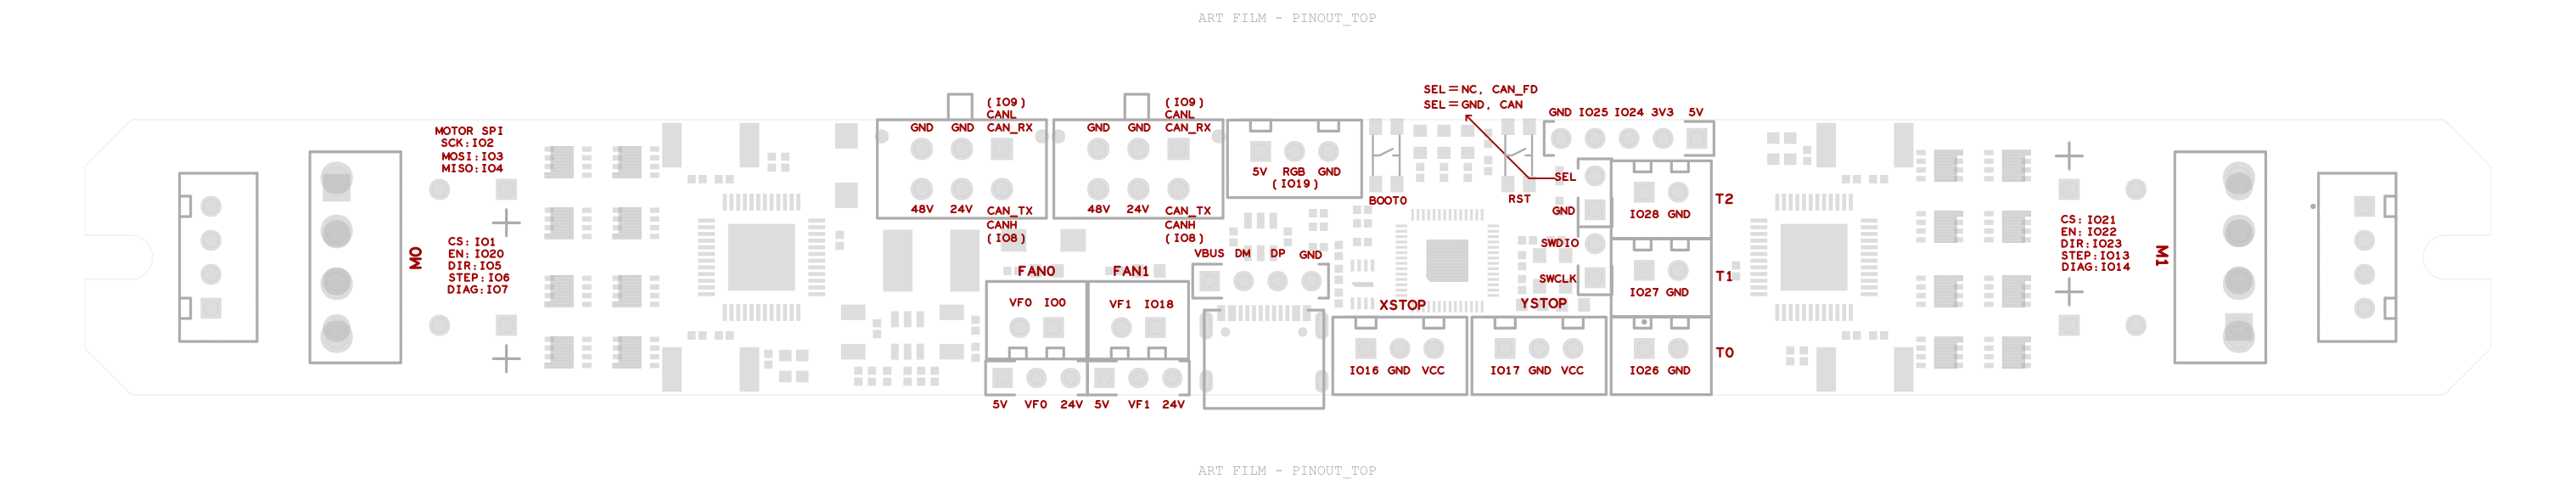 ART FILM - PINOUT_TOP
MOTOR SPI
SCK:IO2
MOSI:IO3
MISO:IO4
M0
CS: IO1
EN: IO20
DIR:IO5
STEP:IO6
DIAG:IO7
(IO9)
CANL
GND GND CAN_RX
48V 24V CAN_TX
CANH
(IO8)
(IO9)
CANL
GND GND CAN_RX
48V 24V CAN_TX
CANH
(IO8)
5V RGB GND
(IO19)
BOOT0
SEL=NC, CAN_FD
SEL=GND, CAN
RST
GND IO25 IO24 3V3 5V
SEL
GND
SWDIO
SWCLK
IO28 GND
T2
IO27 GND
T1
IO26 GND
T0
VBUS DM DP GND
FAN0
VF0 IO0
5V VF0 24V
FAN1
VF1 IO18
5V VF1 24V
XSTOP
IO16 GND VCC
YSTOP
IO17 GND VCC
CS: IO21
EN: IO22
DIR:IO23
STEP:IO13
DIAG:IO14
M1
ART FILM - PINOUT_TOP